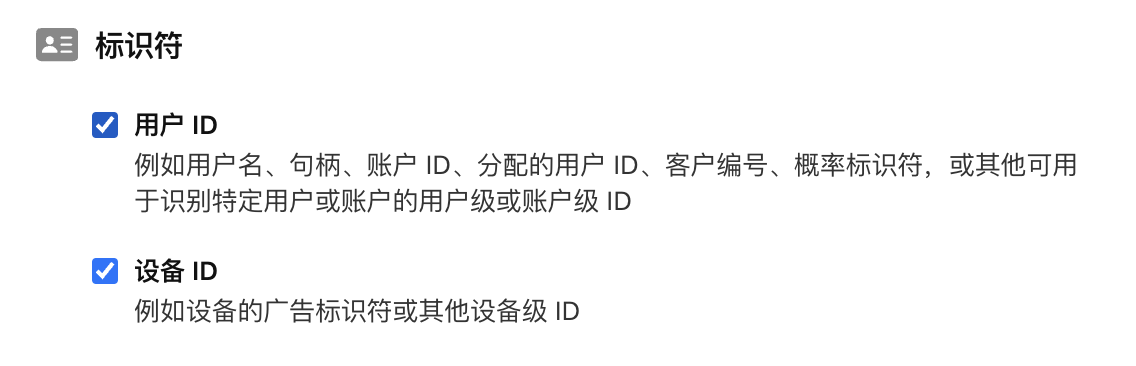 标识符
用户 ID
例如用户名、句柄、账户 ID、分配的用户 ID、客户编号、概率标识符，或其他可用
于识别特定用户或账户的用户级或账户级 ID
设备 ID
例如设备的广告标识符或其他设备级 ID